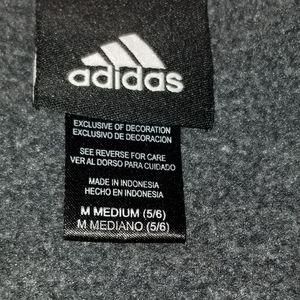 adidas
EXCLUSIVE OF DECORATION
EXCLUSIVO DE DECORACION
SEE REVERSE FOR CARE
VER AL DORSO PARA CUIDADO
MADE IN INDONESIA
HECHO EN INDONESIA
M MEDIUM (5/6)
M MEDIANO (5/6)